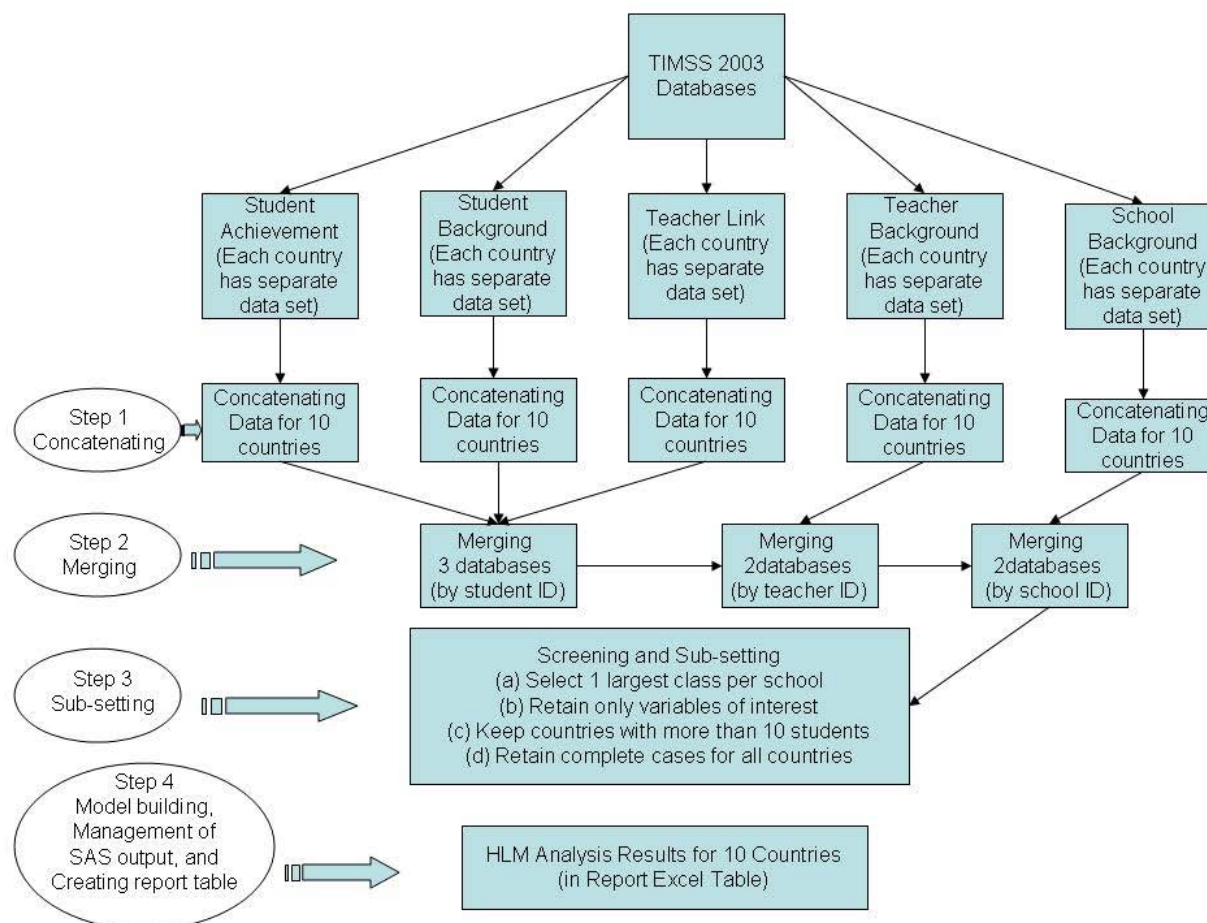 TIMSS 2003
Databases
Student
Achievement
(Each country
has separate
data set)
Student
Background
(Each country
has separate
data set)
Teacher Link
(Each country
has separate
data set)
Teacher
Background
(Each country
has separate
data set)
School
Background
(Each country
has separate
data set)
Step 1
Concatenating
Concatenating
Data for 10
countries
Concatenating
Data for 10
countries
Concatenating
Data for 10
countries
Concatenating
Data for 10
countries
Concatenating
Data for 10
countries
Step 2
Merging
Merging
3 databases
(by student ID)
Merging
2databases
(by teacher ID)
Merging
2databases
(by school ID)
Step 3
Sub-setting
Screening and Sub-setting
(a) Select 1 largest class per school
(b) Retain only variables of interest
(c) Keep countries with more than 10 students
(d) Retain complete cases for all countries
Step 4
Model building,
Management of
SAS output, and
Creating report table
HLM Analysis Results for 10 Countries
(in Report Excel Table)